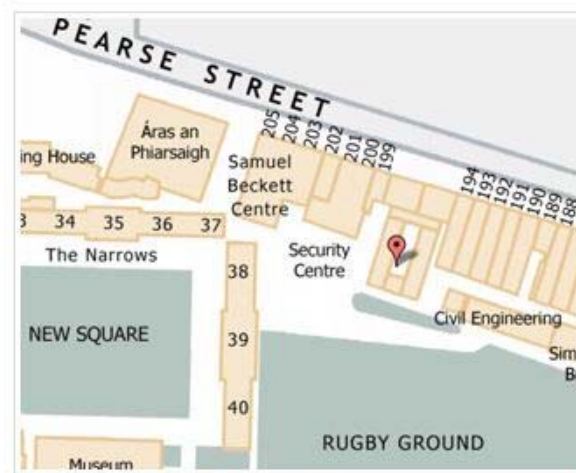 PEARSE STREET
Áras an
Phiarsaigh
ing House
205
204
203
202
201
200
199
194
193
192
191
190
189
188
Samuel
Beckett
Centre
3
34
35
36
37
The Narrows
38
Security
Centre
NEW SQUARE
39
Civil Engineering
Sim
B
40
RUGBY GROUND
Museum